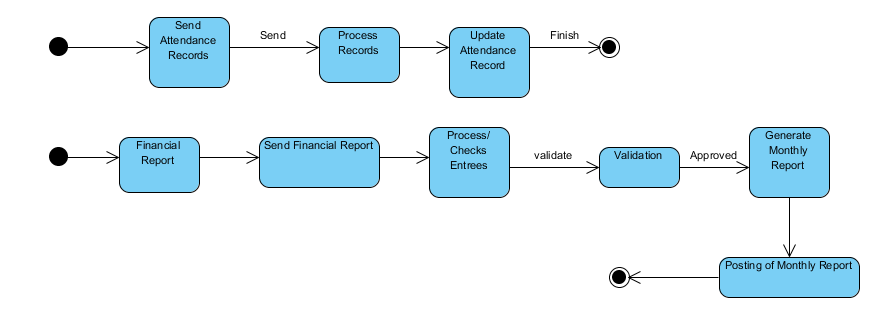 Send
Attendance
Records
Send
Process
Records
Update
Attendance
Record
Finish
Financial
Report
Send Financial Report
Process/
Checks
Entrees
validate
Validation
Approved
Generate
Monthly
Report
Posting of Monthly Report